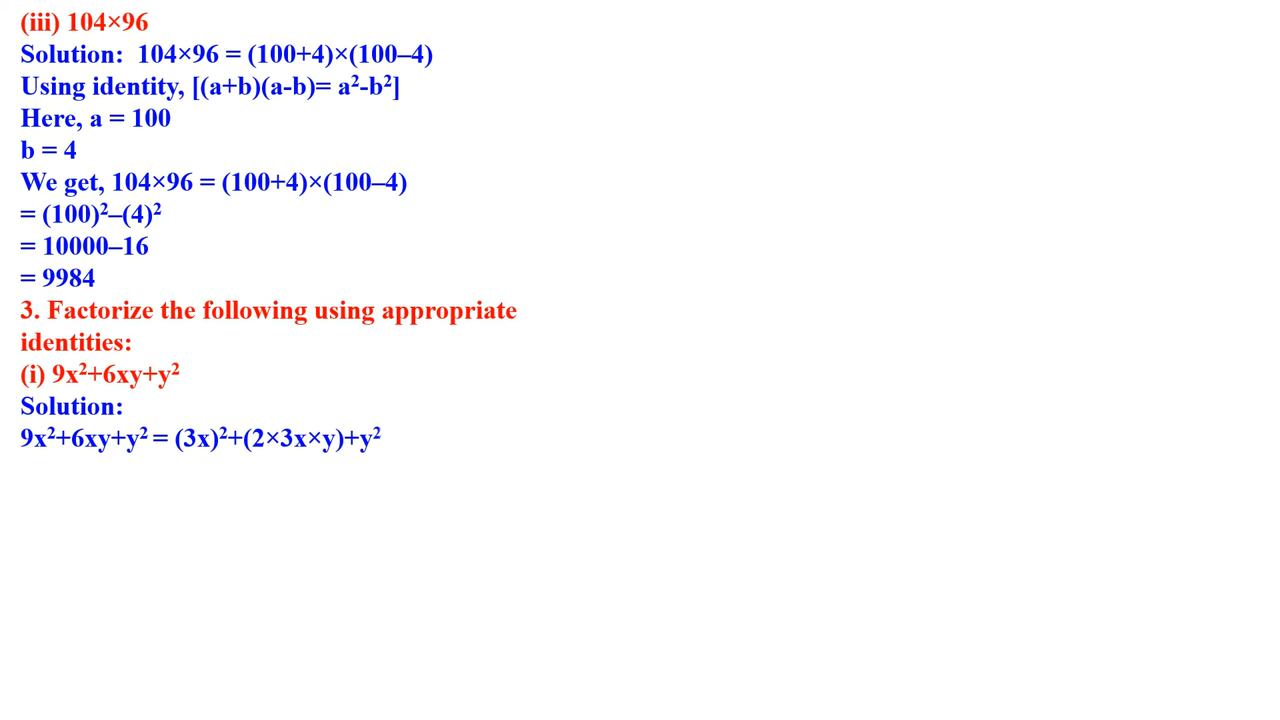 (iii) 104×96
Solution:  104×96 = (100+4)×(100–4)
Using identity, [(a+b)(a-b)= a²-b²]
Here, a = 100
b = 4
We get, 104×96 = (100+4)×(100–4)
= (100)²–(4)²
= 10000–16
= 9984
3. Factorize the following using appropriate
identities:
(i) 9x²+6xy+y²
Solution:
9x²+6xy+y² = (3x)²+(2×3x×y)+y²